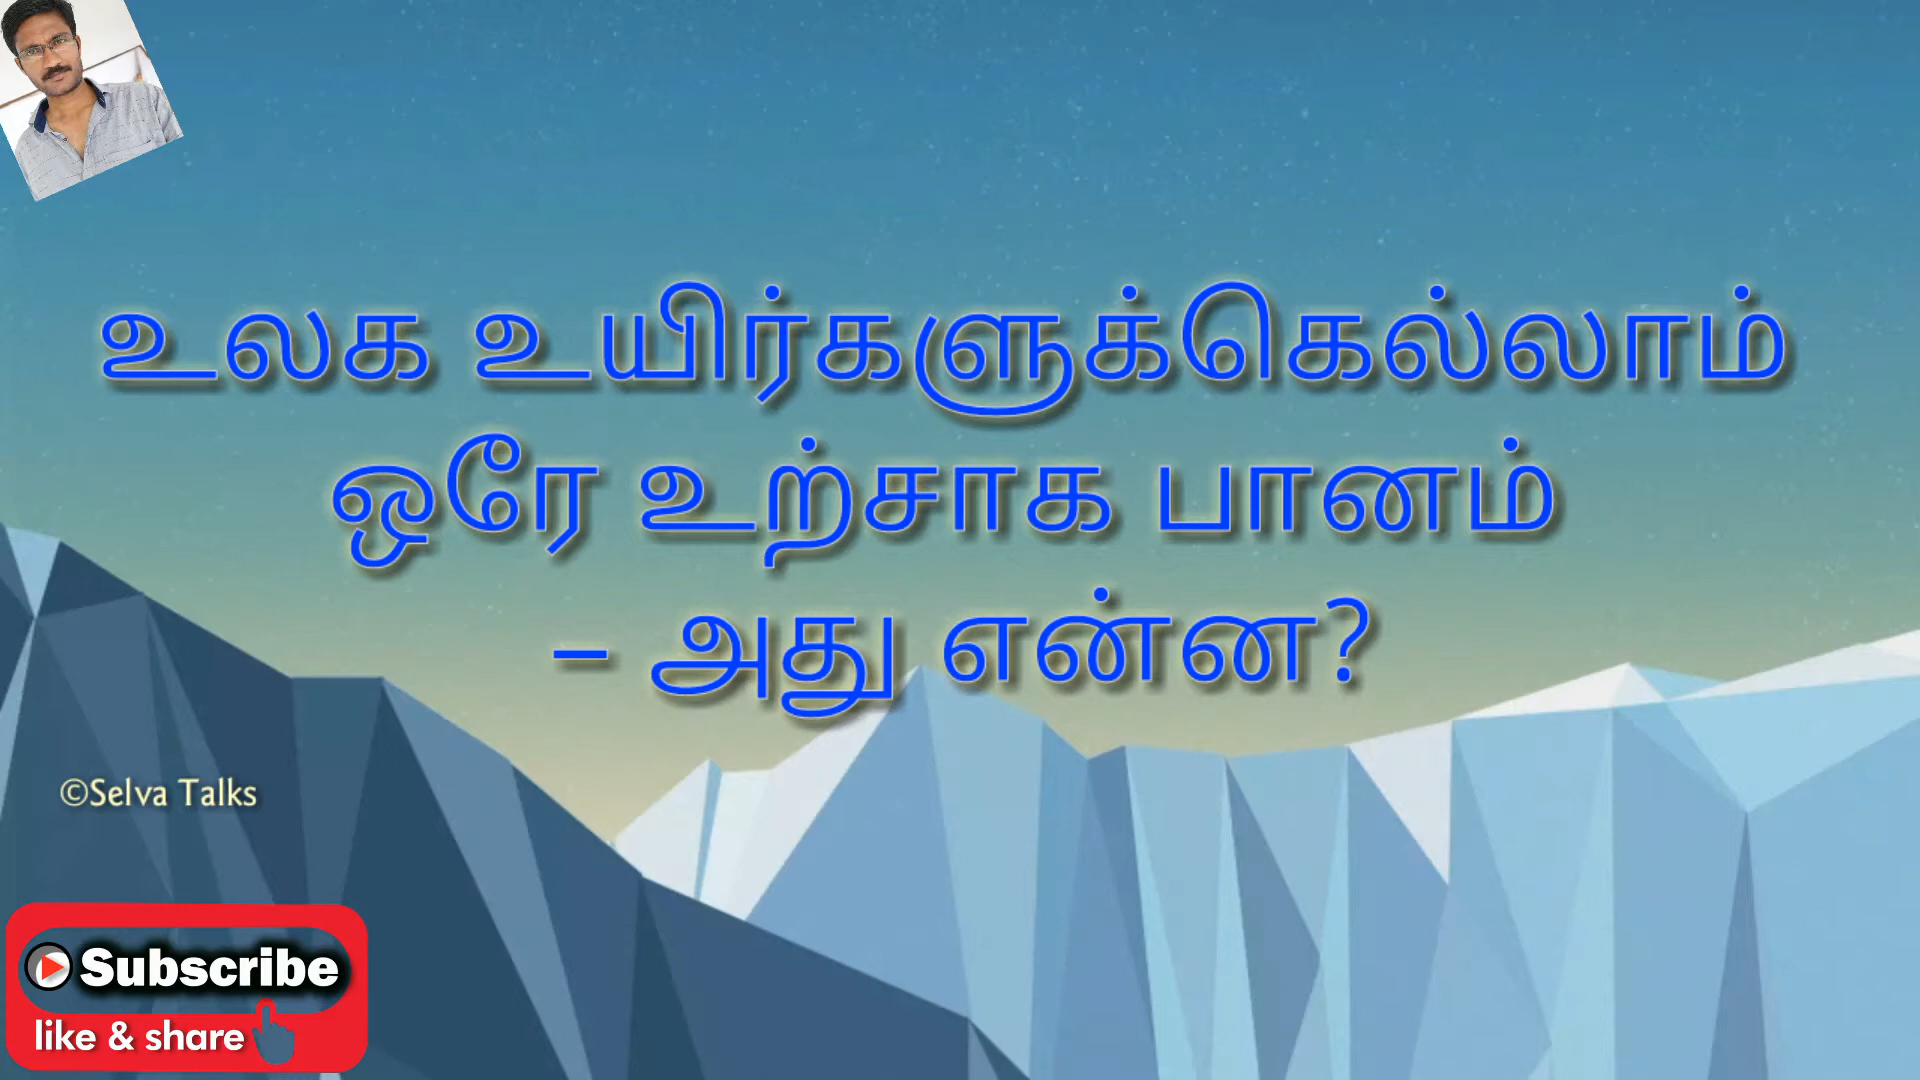 உலக உயிர்களுக்கெல்லாம்
ஒரே உற்சாக பானம்
– அது என்ன?
©Selva Talks
Subscribe
like & share